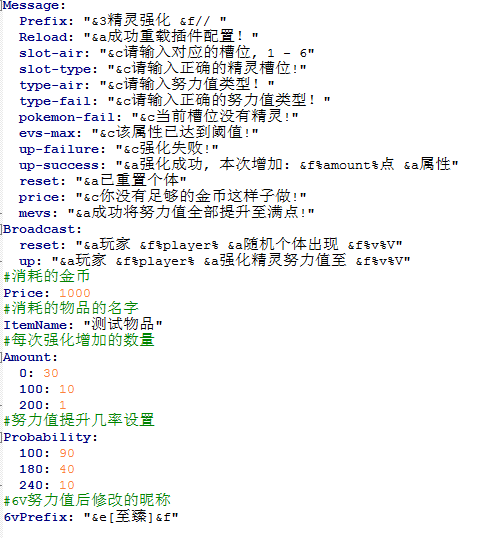 Message:
  Prefix: "&3精灵强化 &f// "
  Reload: "&a成功重载插件配置！"
  slot-air: "&c请输入对应的槽位, 1 - 6"
  slot-type: "&c请输入正确的精灵槽位!"
  type-air: "&c请输入努力值类型！"
  type-fail: "&c请输入正确的努力值类型！"
  pokemon-fail: "&c当前槽位没有精灵!"
  evs-max: "&c该属性已达到阈值!"
  up-failure: "&c强化失败!"
  up-success: "&a强化成功, 本次增加: &f%amount%点 &a属性"
  reset: "&a已重置个体"
  price: "&c你没有足够的金币这样子做!"
  mevs: "&a成功将努力值全部提升至满点!"
Broadcast:
  reset: "&a玩家 &f%player% &a随机个体出现 &f%v%V"
  up: "&a玩家 &f%player% &a强化精灵努力值至 &f%v%V"
#消耗的金币
Price: 1000
#消耗的物品的名字
ItemName: "测试物品"
#每次强化增加的数量
Amount:
  0: 30
  100: 10
  200: 1
#努力值提升几率设置
Probability:
  100: 90
  180: 40
  240: 10
#6V努力值后修改的昵称
6vPrefix: "&e[至臻]&f"